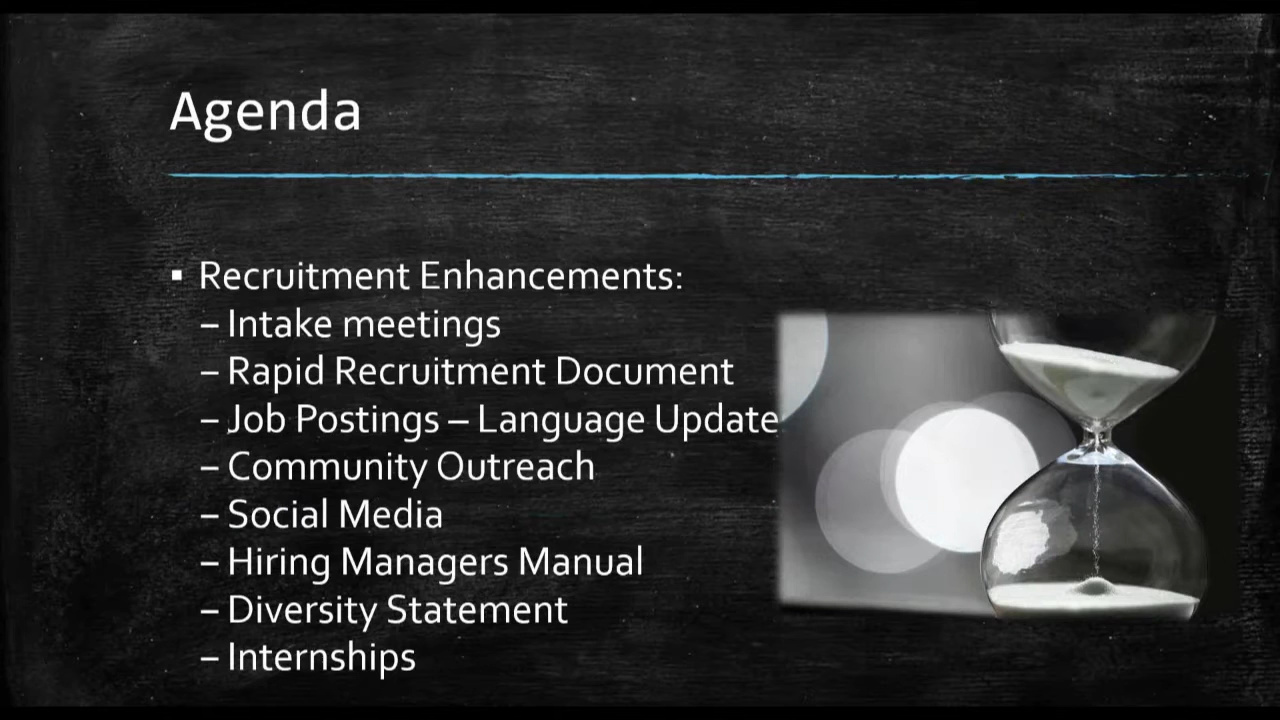 Agenda
▪ Recruitment Enhancements:
– Intake meetings
– Rapid Recruitment Document
– Job Postings – Language Update
– Community Outreach
– Social Media
– Hiring Managers Manual
– Diversity Statement
– Internships